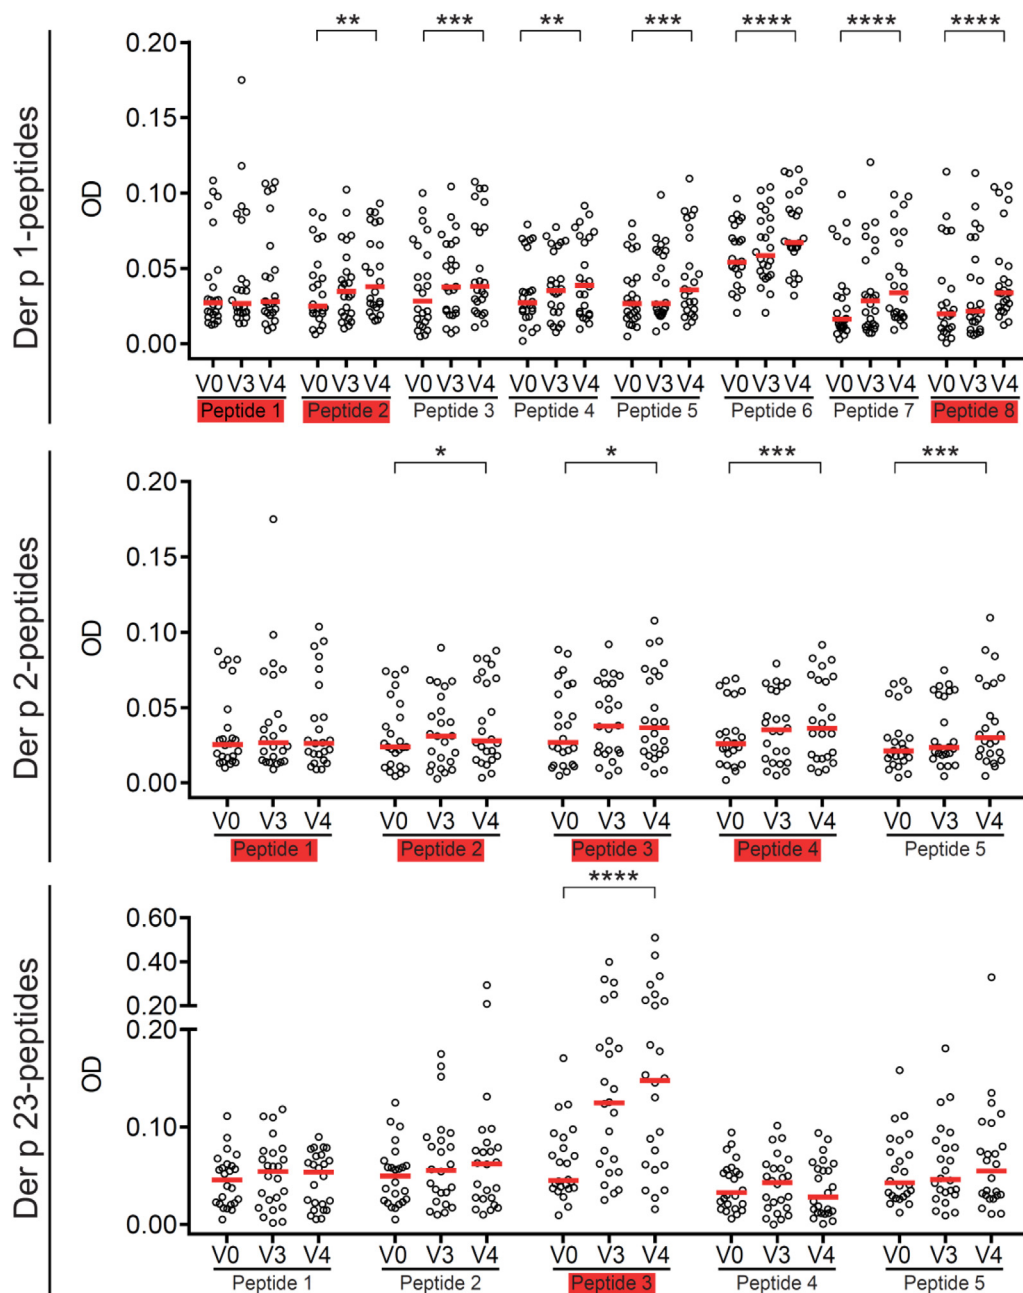 ** *** ** *** **** **** ****
0.20
0.15
0.10
0.05
0.00
OD
Der p 1-peptides
V0 V3 V4 V0 V3 V4 V0 V3 V4 V0 V3 V4 V0 V3 V4 V0 V3 V4 V0 V3 V4 V0 V3 V4
Peptide 1 Peptide 2 Peptide 3 Peptide 4 Peptide 5 Peptide 6 Peptide 7 Peptide 8
* * *** ***
0.20
0.15
0.10
0.05
0.00
OD
Der p 2-peptides
V0 V3 V4 V0 V3 V4 V0 V3 V4 V0 V3 V4 V0 V3 V4
Peptide 1 Peptide 2 Peptide 3 Peptide 4 Peptide 5
****
0.60
0.40
0.20
0.20
0.10
0.00
OD
Der p 23-peptides
V0 V3 V4 V0 V3 V4 V0 V3 V4 V0 V3 V4 V0 V3 V4
Peptide 1 Peptide 2 Peptide 3 Peptide 4 Peptide 5